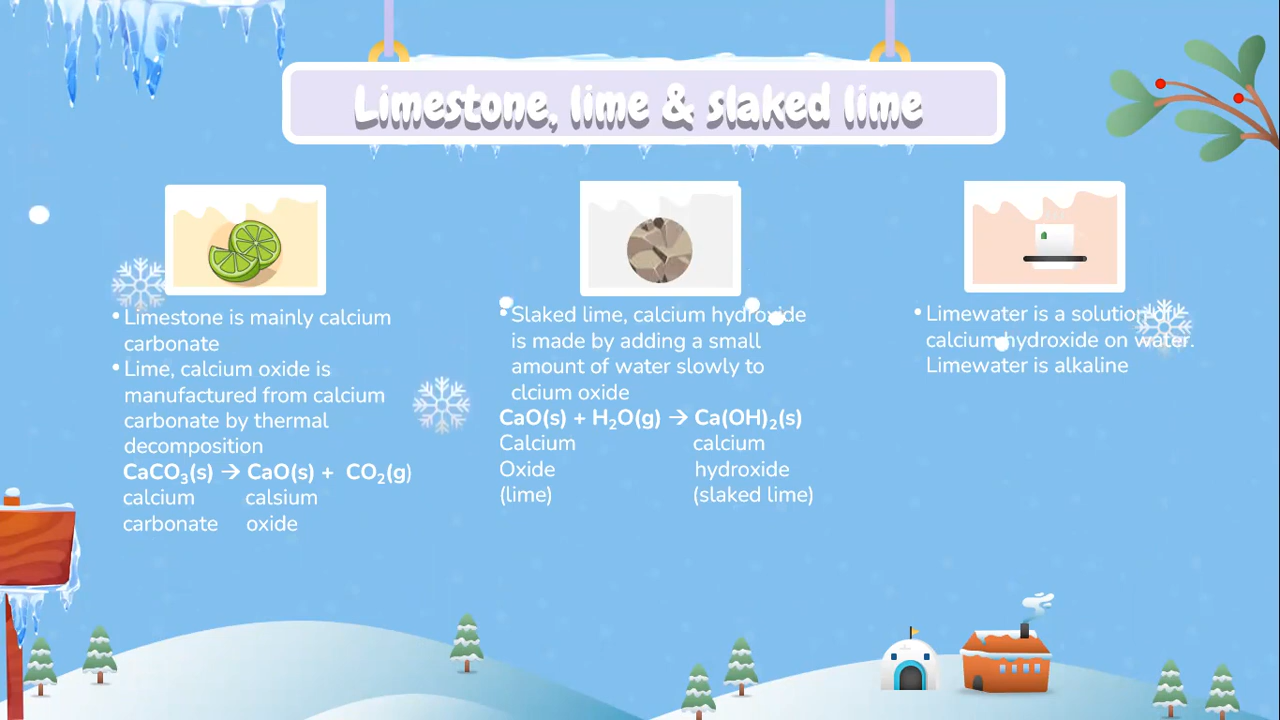 Limestone, lime & slaked lime
• Limestone is mainly calcium
carbonate
• Lime, calcium oxide is
manufactured from calcium
carbonate by thermal
decomposition
CaCO₃(s) → CaO(s) + CO₂(g)
calcium calsium
carbonate oxide
• Slaked lime, calcium hydroxide
is made by adding a small
amount of water slowly to
clcium oxide
CaO(s) + H₂O(g) → Ca(OH)₂(s)
Calcium calcium
Oxide hydroxide
(lime) (slaked lime)
• Limewater is a solution of
calcium hydroxide on water.
Limewater is alkaline